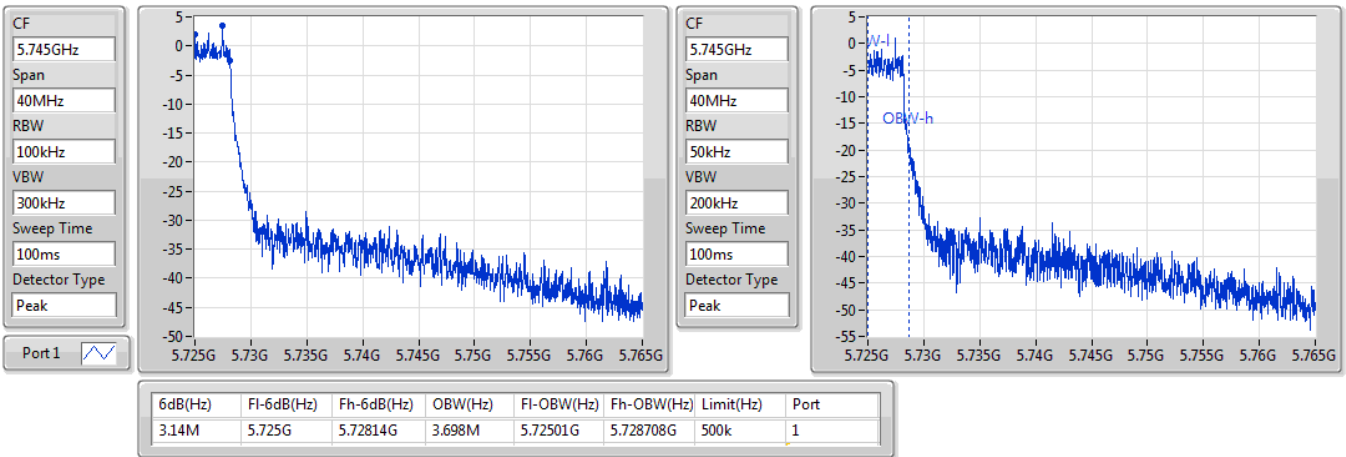 CF
5.745GHz
Span
40MHz
RBW
100kHz
VBW
300kHz
Sweep Time
100ms
Detector Type
Peak
Port 1
5
0
-5
-10
-15
-20
-25
-30
-35
-40
-45
-50
5.725G 5.73G 5.735G 5.74G 5.745G 5.75G 5.755G 5.76G 5.765G
CF
5.745GHz
Span
40MHz
RBW
50kHz
VBW
200kHz
Sweep Time
100ms
Detector Type
Peak
5
0
-5
-10
-15
-20
-25
-30
-35
-40
-45
-50
-55
W-l
OBW-h
5.725G 5.73G 5.735G 5.74G 5.745G 5.75G 5.755G 5.76G 5.765G
6dB(Hz) Fl-6dB(Hz) Fh-6dB(Hz) OBW(Hz) Fl-OBW(Hz) Fh-OBW(Hz) Limit(Hz) Port
3.14M 5.725G 5.72814G 3.698M 5.72501G 5.728708G 500k 1